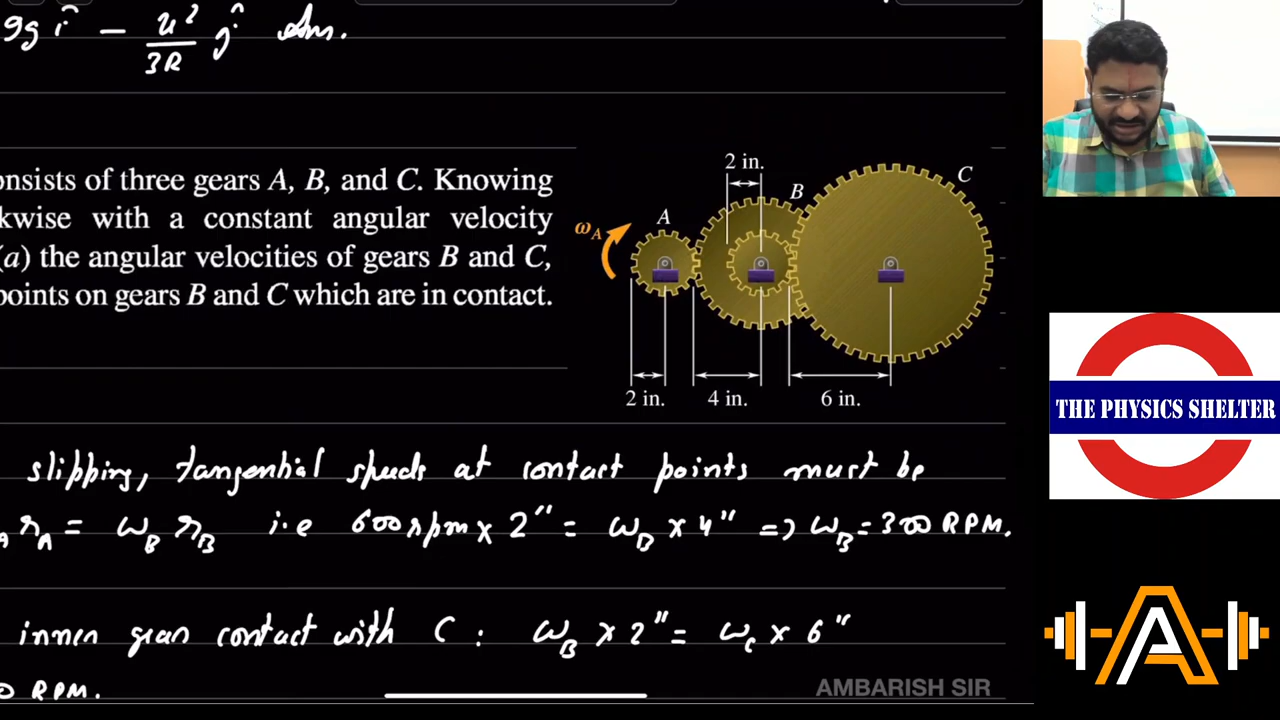 9g î - u²/3R ĵ Am.
onsists of three gears A, B, and C. Knowing
kwise with a constant angular velocity
(a) the angular velocities of gears B and C,
points on gears B and C which are in contact.
2 in.
C
B
A
ωA
2 in.
4 in.
6 in.
slipping, tangential speeds at contact points must be
A rA = ωB rB i.e 600 rpm × 2" = ωB × 4" => ωB = 300 RPM.
inner gear contact with C : ωB × 2" = ωC × 6"
0 RPM.
AMBARISH SIR
THE PHYSICS SHELTER
A